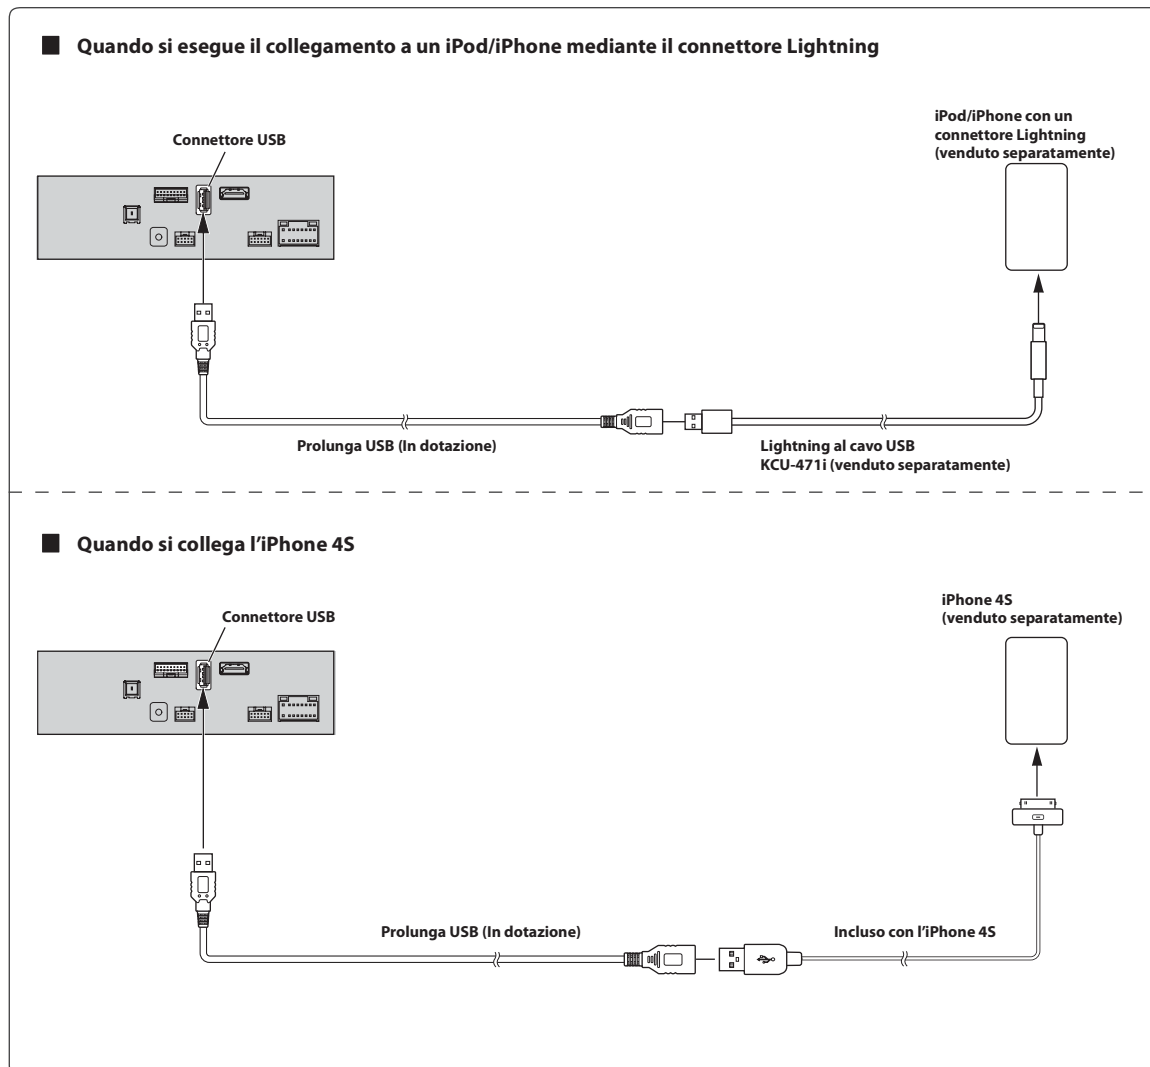 Quando si esegue il collegamento a un iPod/iPhone mediante il connettore Lightning
iPod/iPhone con un
connettore Lightning
(venduto separatamente)
Connettore USB
Prolunga USB (In dotazione)
Lightning al cavo USB
KCU-471i (venduto separatamente)
Quando si collega l’iPhone 4S
iPhone 4S
(venduto separatamente)
Connettore USB
Prolunga USB (In dotazione)
Incluso con l’iPhone 4S